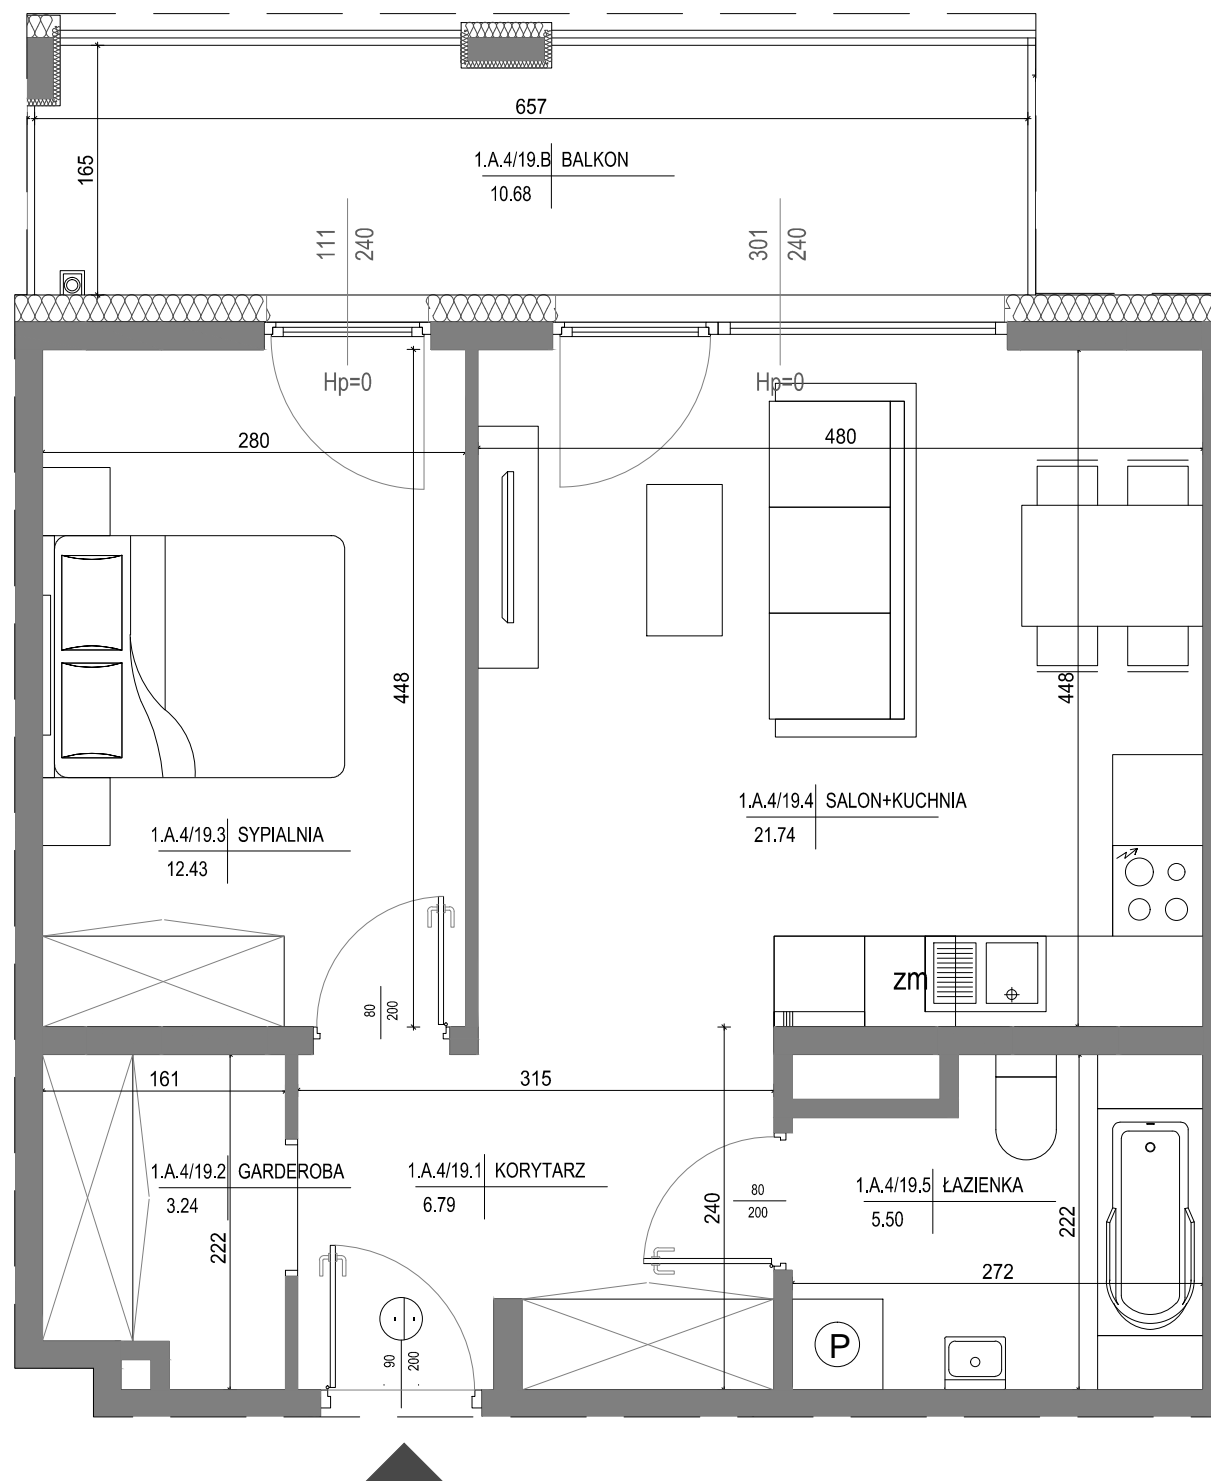 657
165
1.A.4/19.B BALKON
10.68
111
240
301
240
Hp=0
Hp=0
280
480
448
448
1.A.4/19.4 SALON+KUCHNIA
21.74
1.A.4/19.3 SYPIALNIA
12.43
zm
80
200
161
315
1.A.4/19.2 GARDEROBA
3.24
1.A.4/19.1 KORYTARZ
6.79
1.A.4/19.5 ŁAZIENKA
5.50
80
200
240
222
222
272
P
90
200